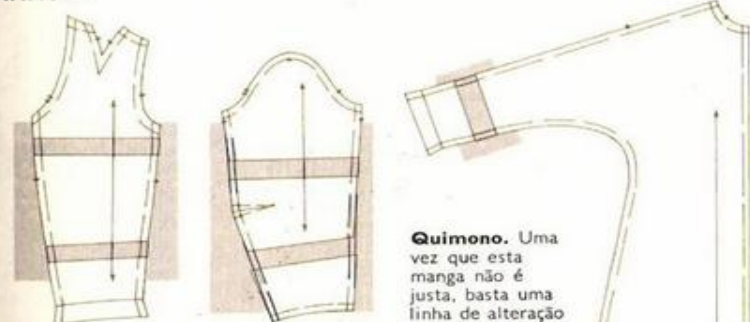 Quimono. Uma
vez que esta
manga não é
justa, basta uma
linha de alteração